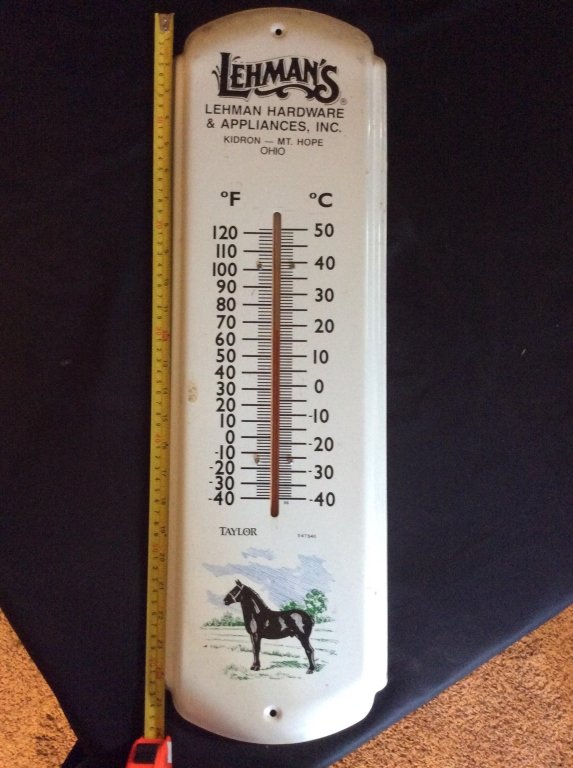 LEHMAN'S®
LEHMAN HARDWARE
& APPLIANCES, INC.
KIDRON — MT. HOPE
OHIO
°F °C
120 50
110
100 40
90
80 30
70 20
60
50 10
40
30 0
20
10 -10
0
-10 -20
-20
-30 -30
-40 -40
TAYLOR